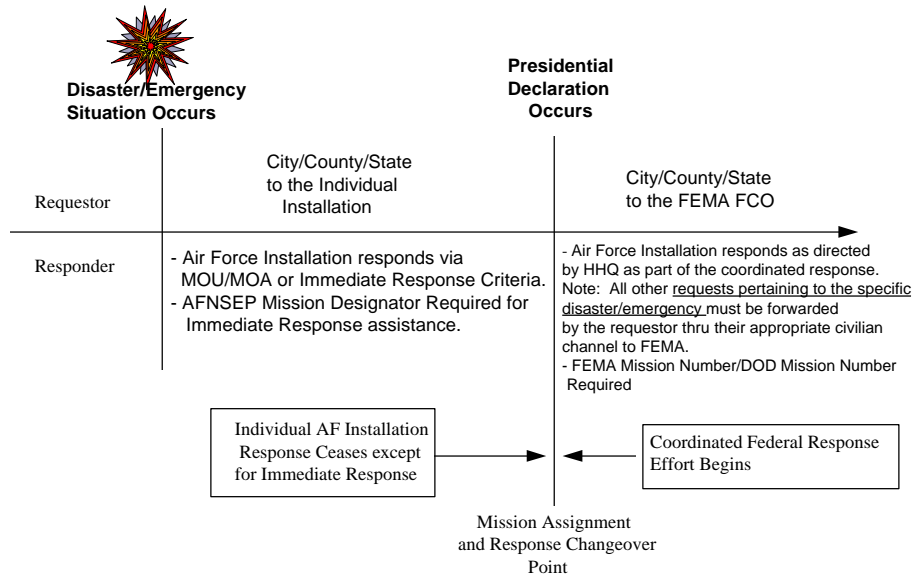 Disaster/Emergency
Situation Occurs
Presidential
Declaration
Occurs
Requestor
City/County/State
to the Individual
Installation
City/County/State
to the FEMA FCO
Responder
- Air Force Installation responds via
MOU/MOA or Immediate Response Criteria.
- AFNSEP Mission Designator Required for
Immediate Response assistance.
- Air Force Installation responds as directed
by HHQ as part of the coordinated response.
Note: All other requests pertaining to the specific
disaster/emergency must be forwarded
by the requestor thru their appropriate civilian
channel to FEMA.
- FEMA Mission Number/DOD Mission Number
Required
Individual AF Installation
Response Ceases except
for Immediate Response
Coordinated Federal Response
Effort Begins
Mission Assignment
and Response Changeover
Point